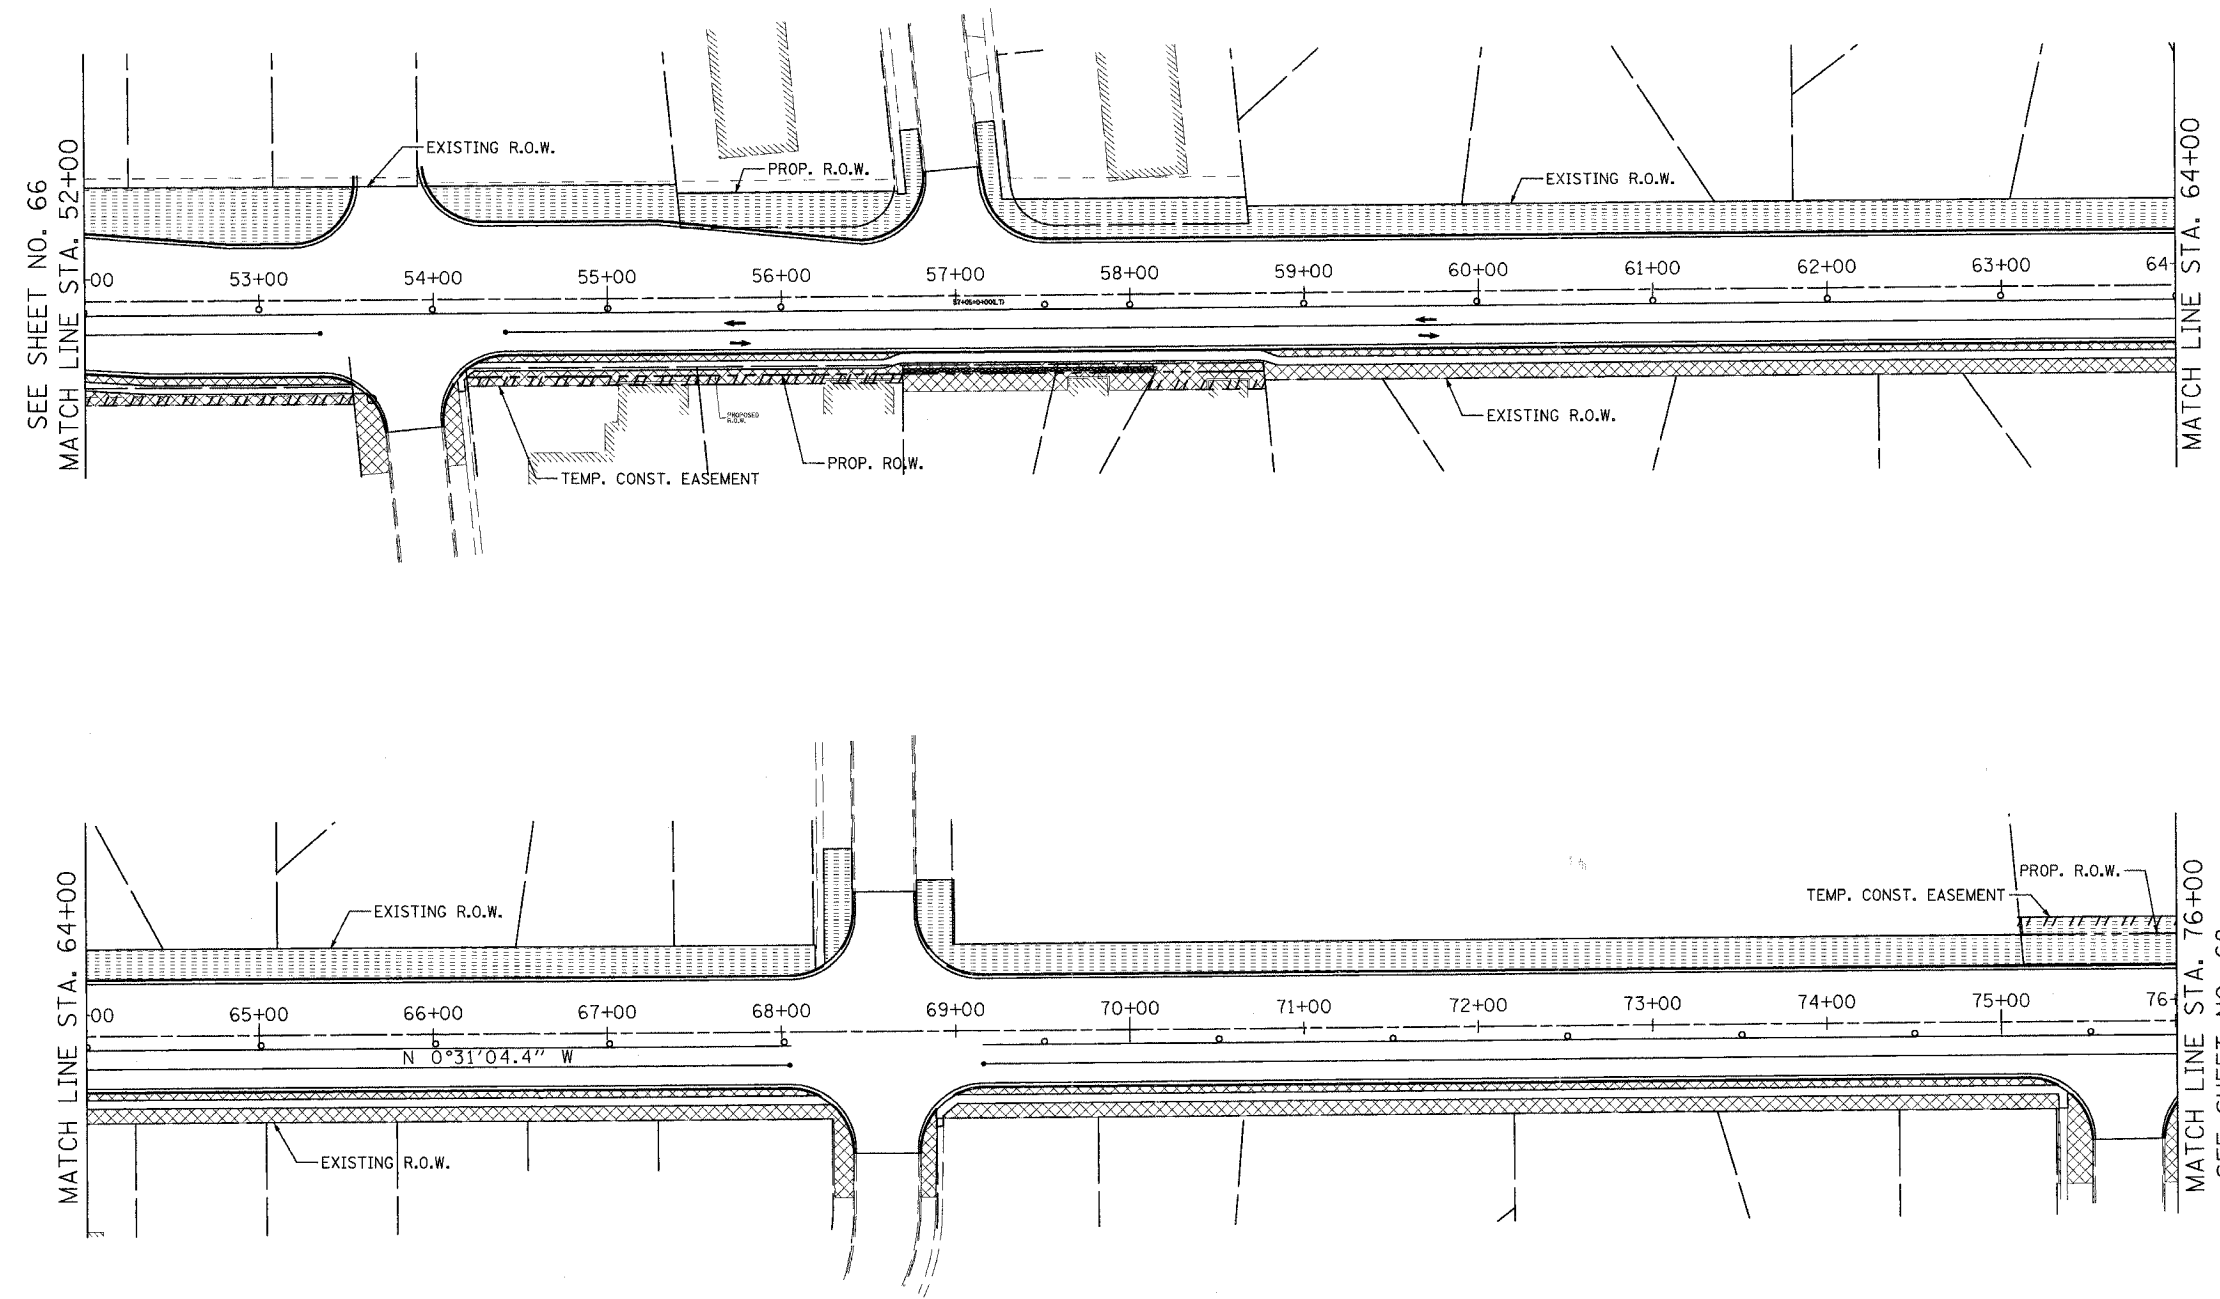 SEE SHEET NO. 66
MATCH LINE STA. 52+00
EXISTING R.O.W.
PROP. R.O.W.
EXISTING R.O.W.
MATCH LINE STA. 64+00
00 53+00 54+00 55+00 56+00 57+00 58+00 59+00 60+00 61+00 62+00 63+00 64
PROPOSED
R.O.W.
TEMP. CONST. EASEMENT
PROP. RO.W.
EXISTING R.O.W.
MATCH LINE STA. 64+00
EXISTING R.O.W.
PROP. R.O.W.
TEMP. CONST. EASEMENT
MATCH LINE STA. 76+00
00 65+00 66+00 67+00 68+00 69+00 70+00 71+00 72+00 73+00 74+00 75+00 76+
N 0°31'04.4" W
EXISTING R.O.W.